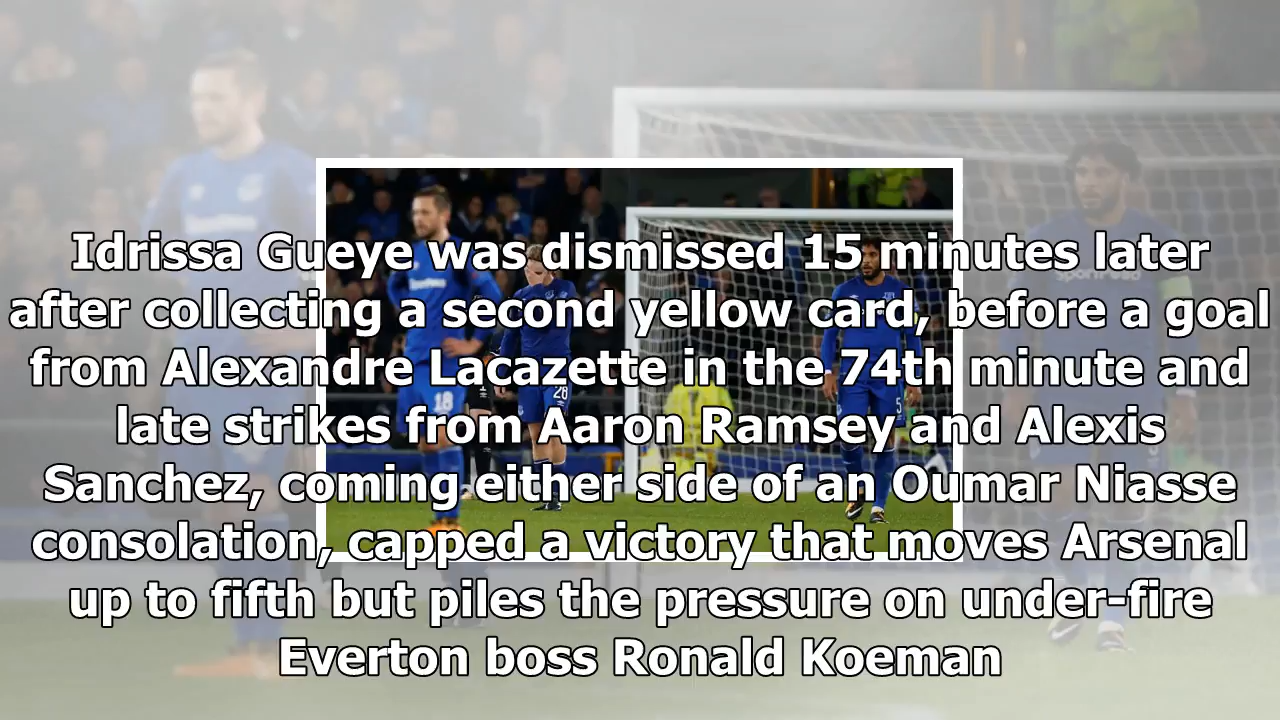 Idrissa Gueye was dismissed 15 minutes later
after collecting a second yellow card, before a goal
from Alexandre Lacazette in the 74th minute and
late strikes from Aaron Ramsey and Alexis
Sanchez, coming either side of an Oumar Niasse
consolation, capped a victory that moves Arsenal
up to fifth but piles the pressure on under-fire
Everton boss Ronald Koeman
18
26
5